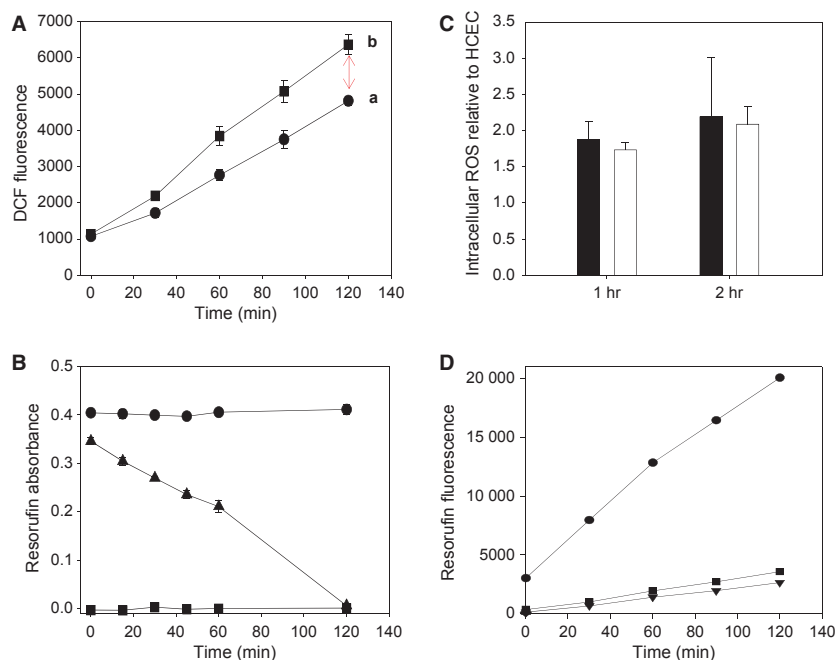 A
DCF fluorescence
7000
6000
5000
4000
3000
2000
1000
0
b
a
0 20 40 60 80 100 120 140
Time (min)
C
Intracellular ROS relative to HCEC
3.5
3.0
2.5
2.0
1.5
1.0
0.5
0.0
1 hr 2 hr
B
Resorufin absorbance
0.5
0.4
0.3
0.2
0.1
0.0
0 20 40 60 80 100 120 140
Time (min)
D
Resorufin fluorescence
20 000
15 000
10 000
5000
0
0 20 40 60 80 100 120 140
Time (min)